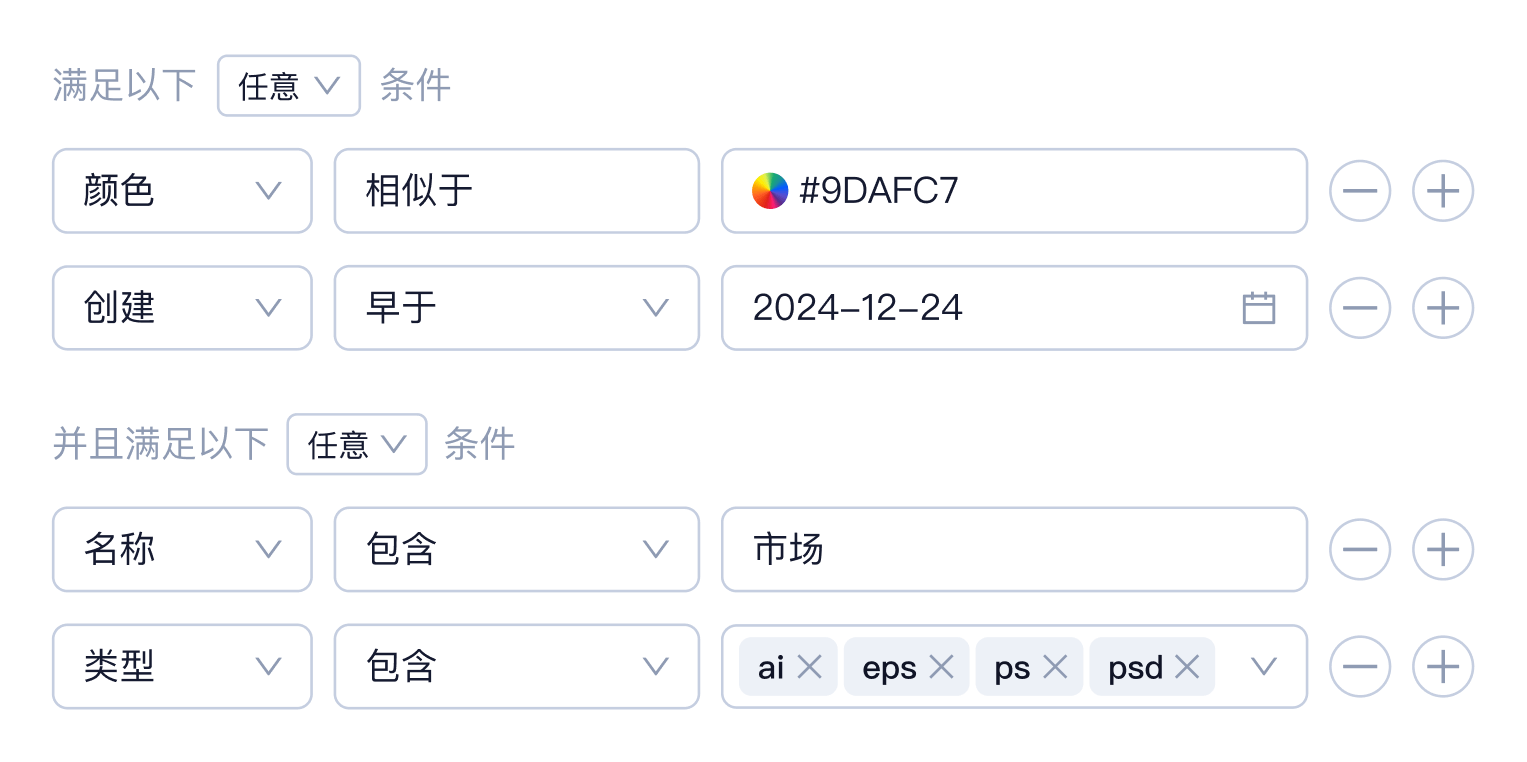 满足以下 任意 条件
颜色 相似于 #9DAFC7
创建 早于 2024-12-24
并且满足以下 任意 条件
名称 包含 市场
类型 包含 ai eps ps psd